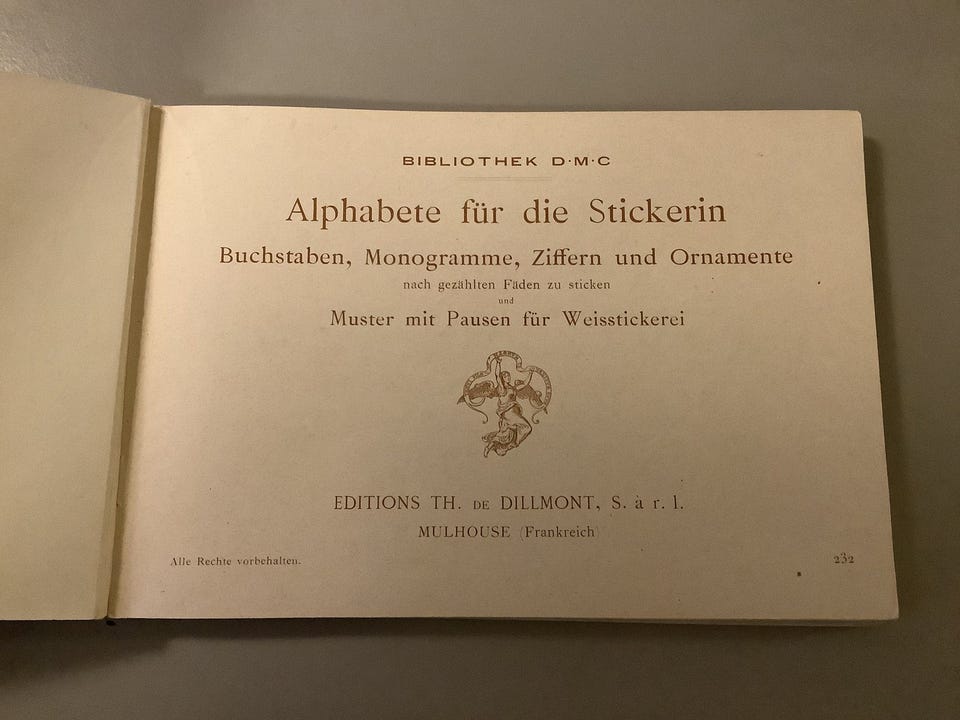 BIBLIOTHEK D·M·C
Alphabete für die Stickerin
Buchstaben, Monogramme, Ziffern und Ornamente
nach gezählten Fäden zu sticken
und
Muster mit Pausen für Weisstickerei
EDITIONS TH. DE DILLMONT, S. à r. l.
MULHOUSE (Frankreich)
Alle Rechte vorbehalten.
232